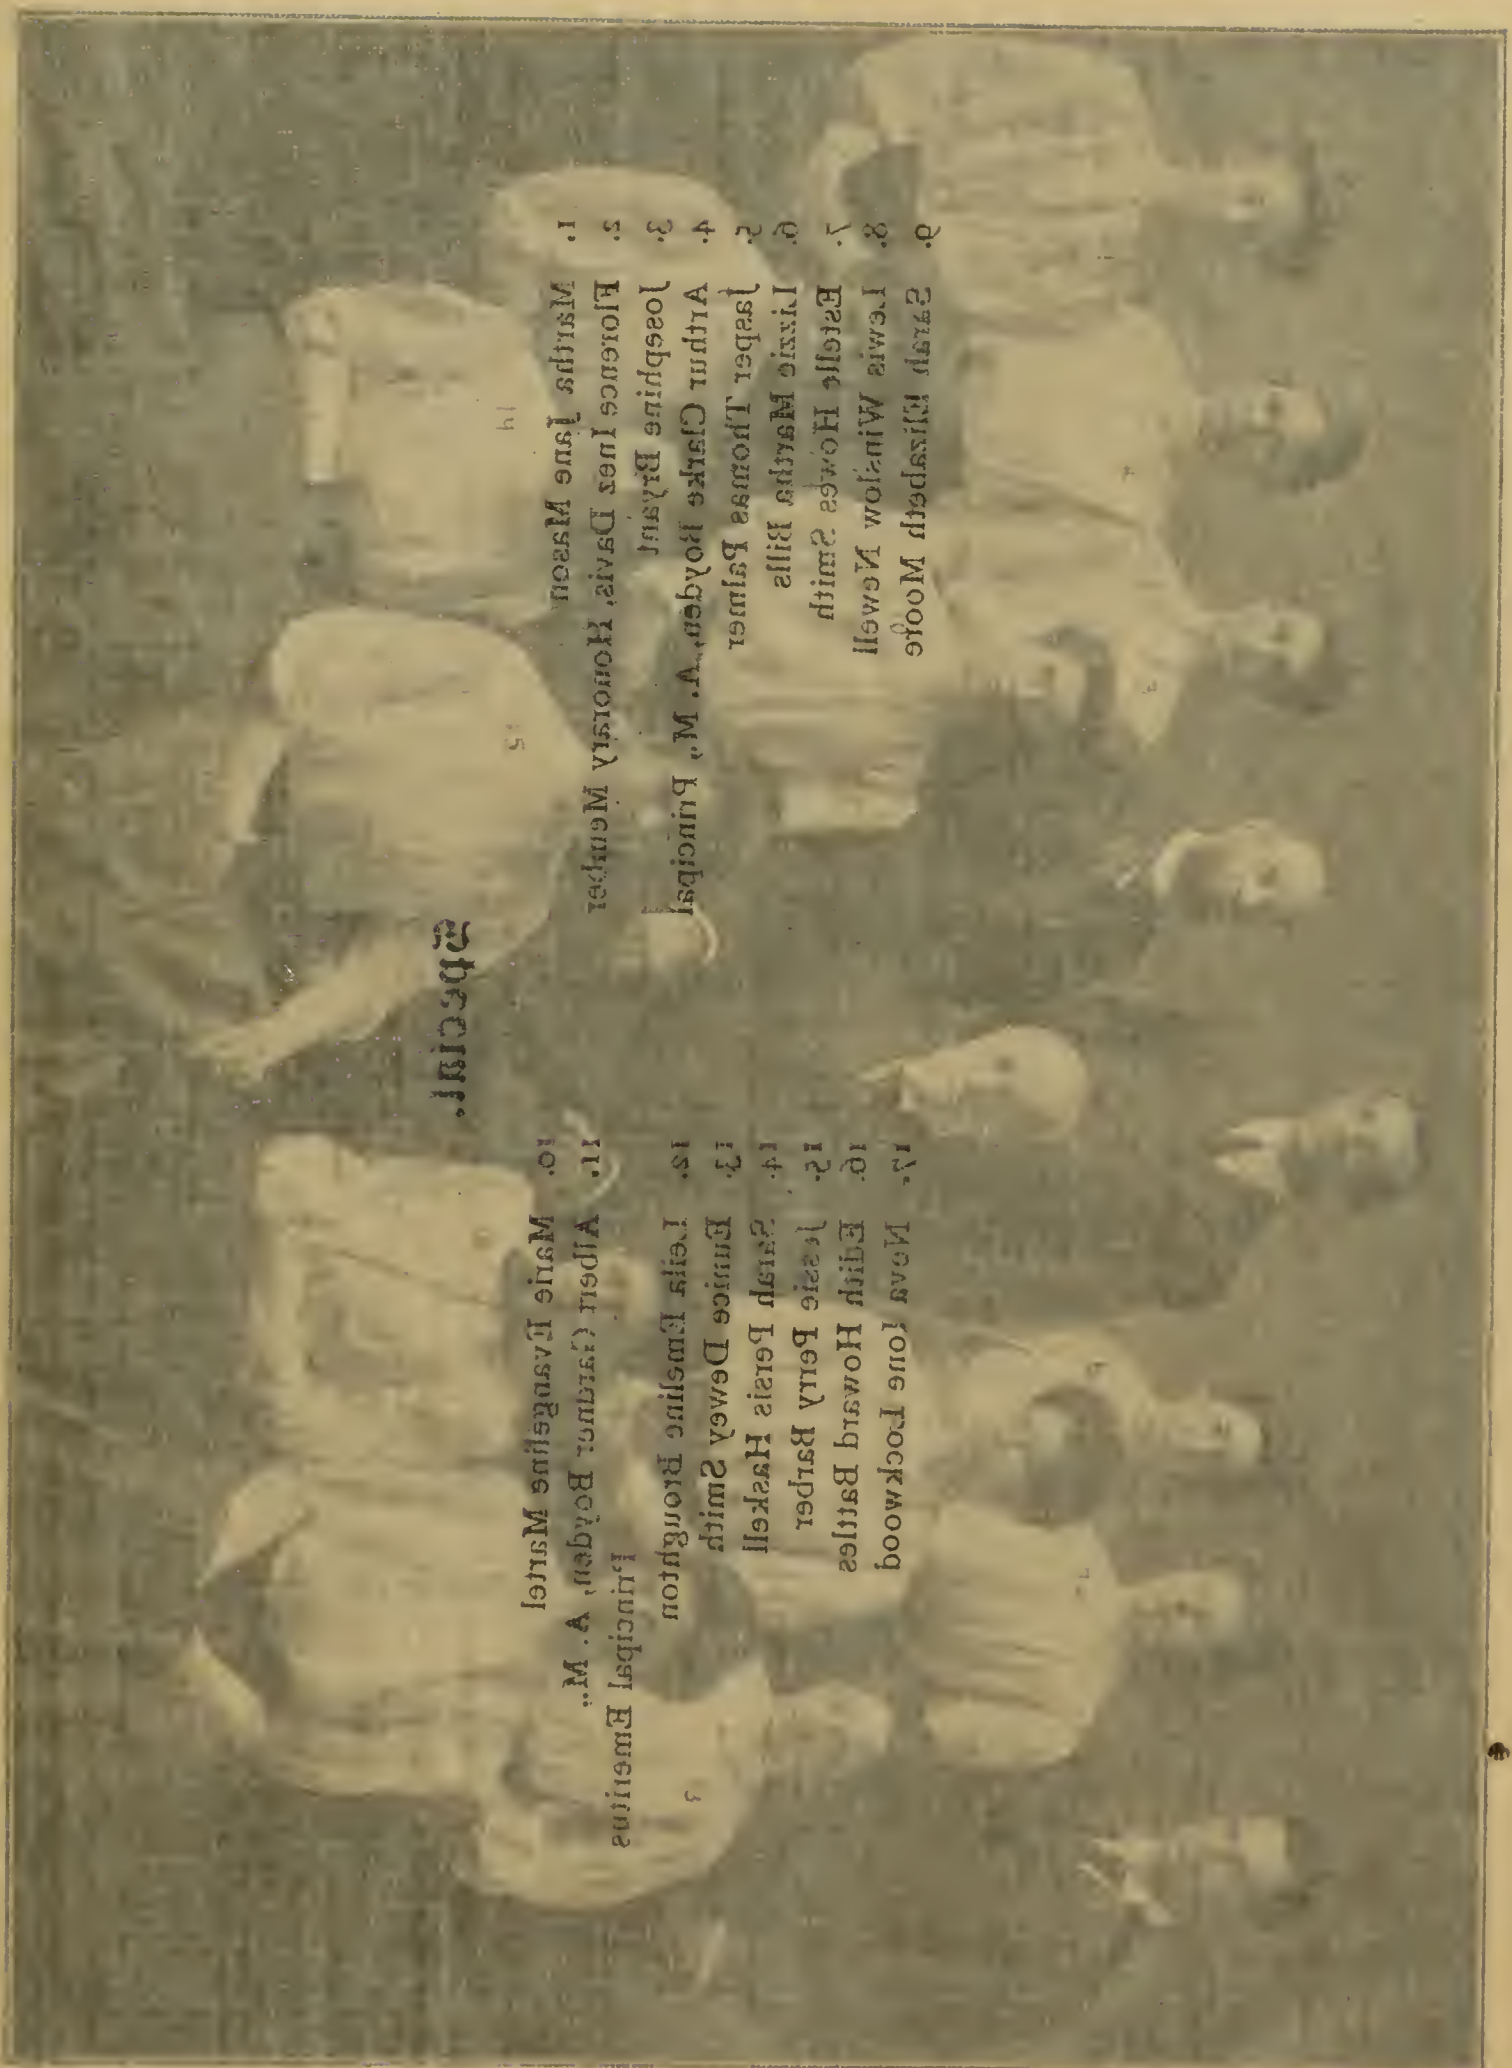 Special.
1. Martha Jane Mason
2. Florence Inez Davis, Honorary Member
3. Josephine Bryant
4. Arthur Clarke Boyden, A. M., Principal
5. Jasper Thomas Palmer
6. Lizzie Martha Bills
7. Estelle Howes Smith
8. Lewis Winslow Newell
9. Sarah Elizabeth Moore
10. Marie Evangeline Martel
11. Albert Gardner Boyden, A. M.,
Principal Emeritus
12. Leila Emeline Broughton
13. Eunice Dewey Smith
14. Sarah Persis Haskell
15. Jessie Perry Barber
16. Edith Howard Battles
17. Neva Ione Lockwood
14
15
3